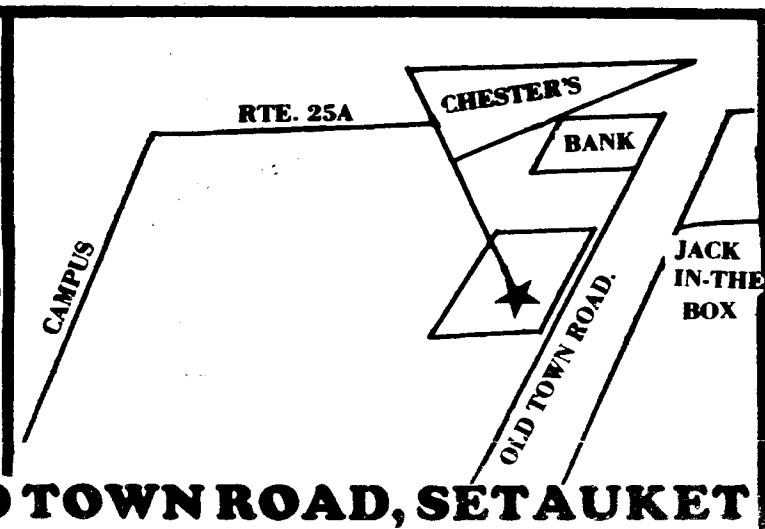 CHESTER'S
RTE. 25A
BANK
CAMPUS
JACK
IN-THE
BOX
OLD TOWN ROAD.
TOWN ROAD, SETAUKET